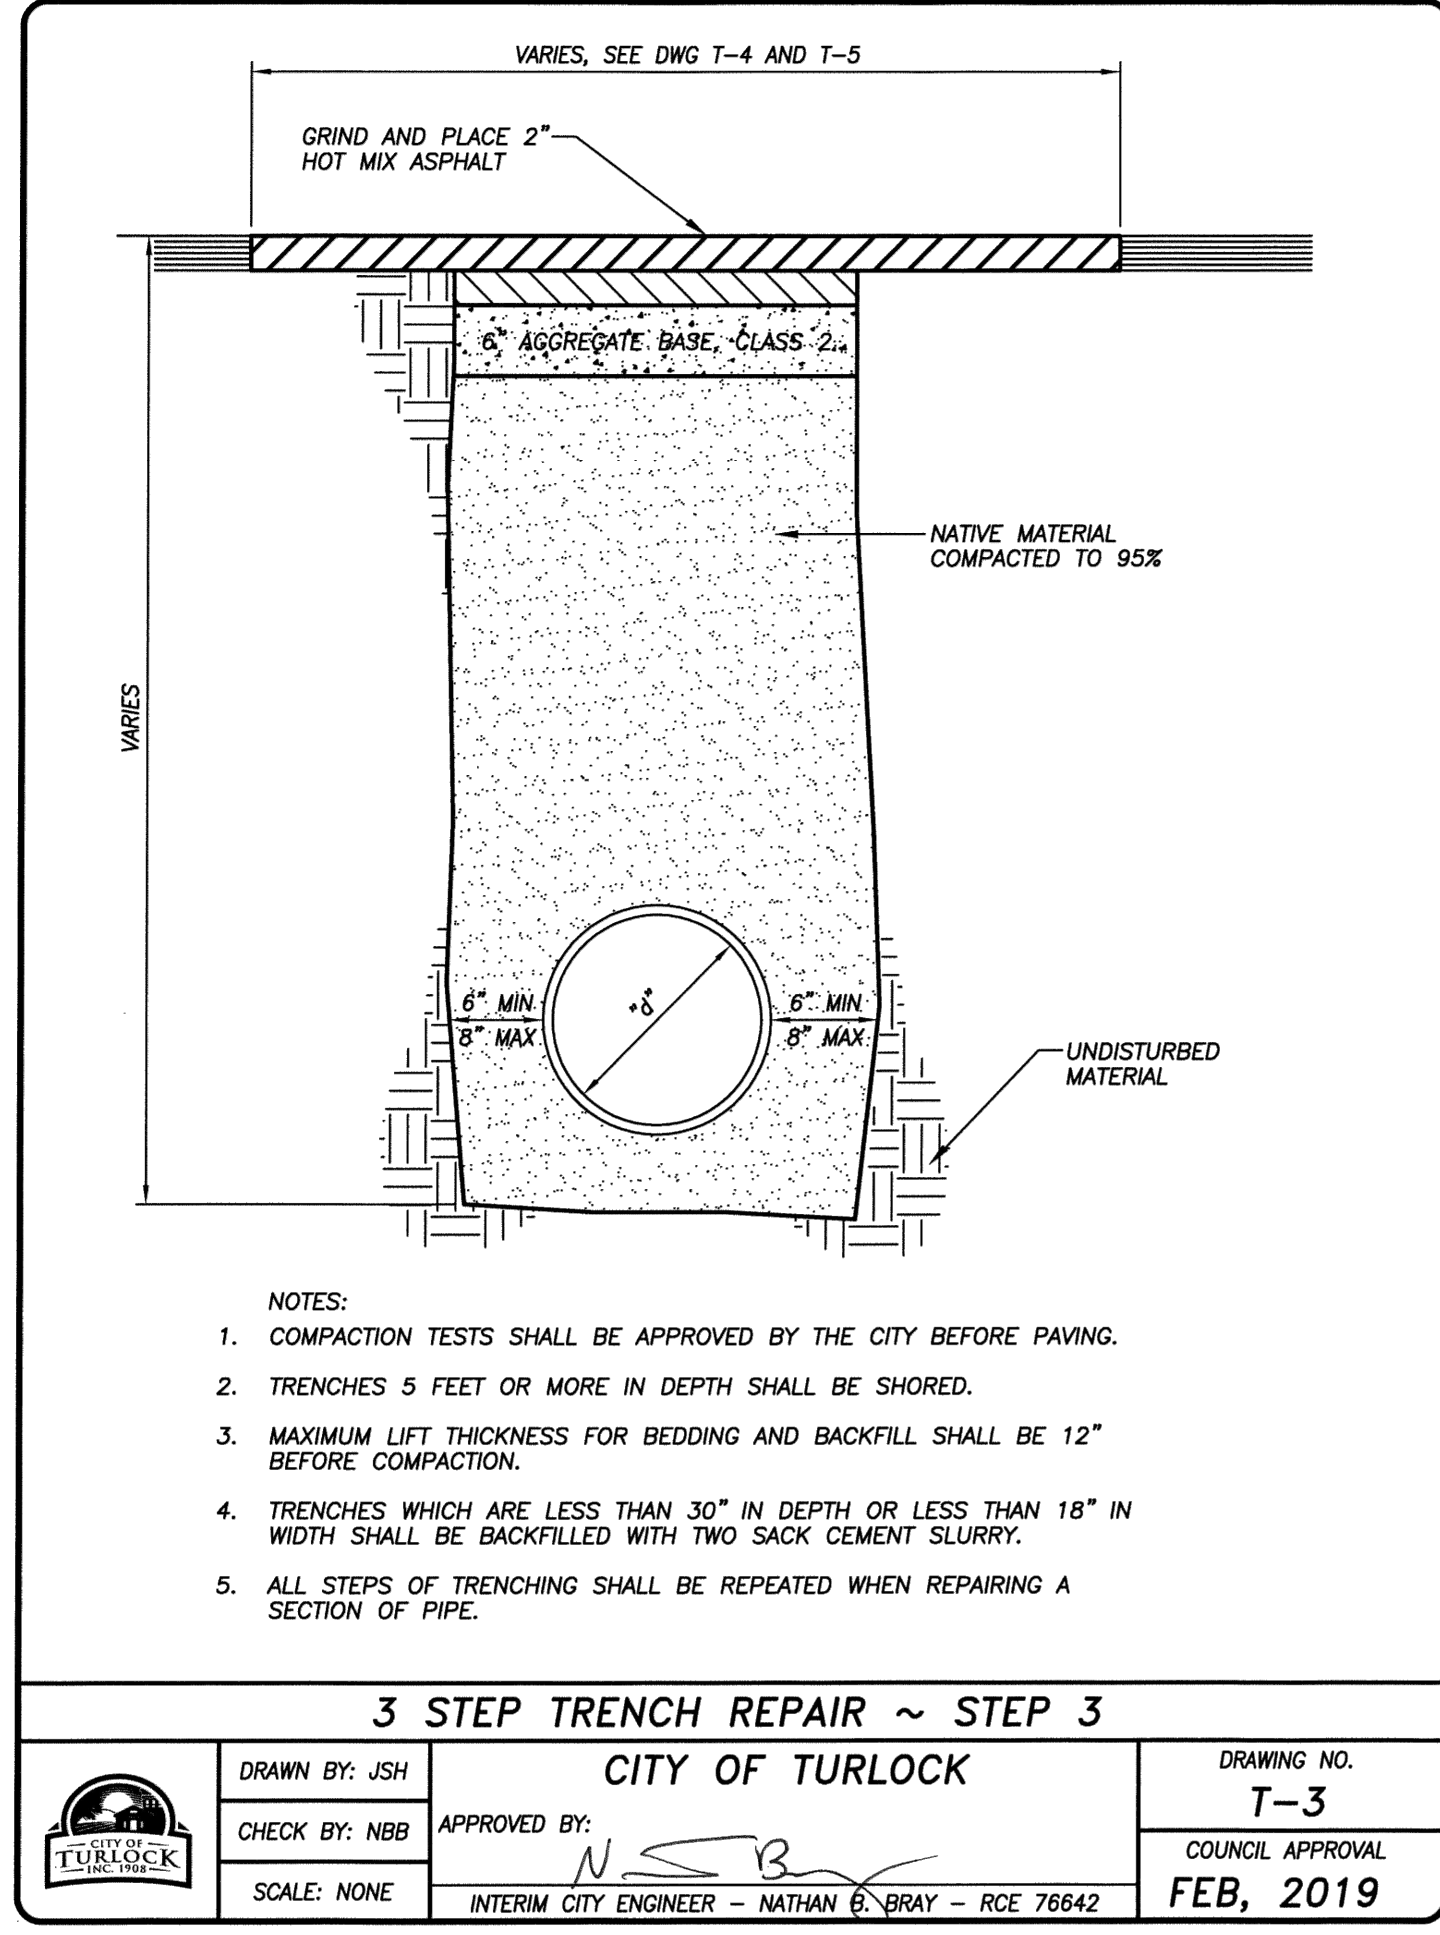 VARIES, SEE DWG T-4 AND T-5
GRIND AND PLACE 2"
HOT MIX ASPHALT
6" AGGREGATE BASE, CLASS 2
NATIVE MATERIAL
COMPACTED TO 95%
VARIES
6" MIN
8" MAX
"d"
6" MIN
8" MAX
UNDISTURBED
MATERIAL
NOTES:
1. COMPACTION TESTS SHALL BE APPROVED BY THE CITY BEFORE PAVING.
2. TRENCHES 5 FEET OR MORE IN DEPTH SHALL BE SHORED.
3. MAXIMUM LIFT THICKNESS FOR BEDDING AND BACKFILL SHALL BE 12"
BEFORE COMPACTION.
4. TRENCHES WHICH ARE LESS THAN 30" IN DEPTH OR LESS THAN 18" IN
WIDTH SHALL BE BACKFILLED WITH TWO SACK CEMENT SLURRY.
5. ALL STEPS OF TRENCHING SHALL BE REPEATED WHEN REPAIRING A
SECTION OF PIPE.
3 STEP TRENCH REPAIR ~ STEP 3
CITY OF
TURLOCK
INC. 1908
DRAWN BY: JSH
CHECK BY: NBB
SCALE: NONE
CITY OF TURLOCK
APPROVED BY:
INTERIM CITY ENGINEER - NATHAN B. BRAY - RCE 76642
DRAWING NO.
T-3
COUNCIL APPROVAL
FEB, 2019